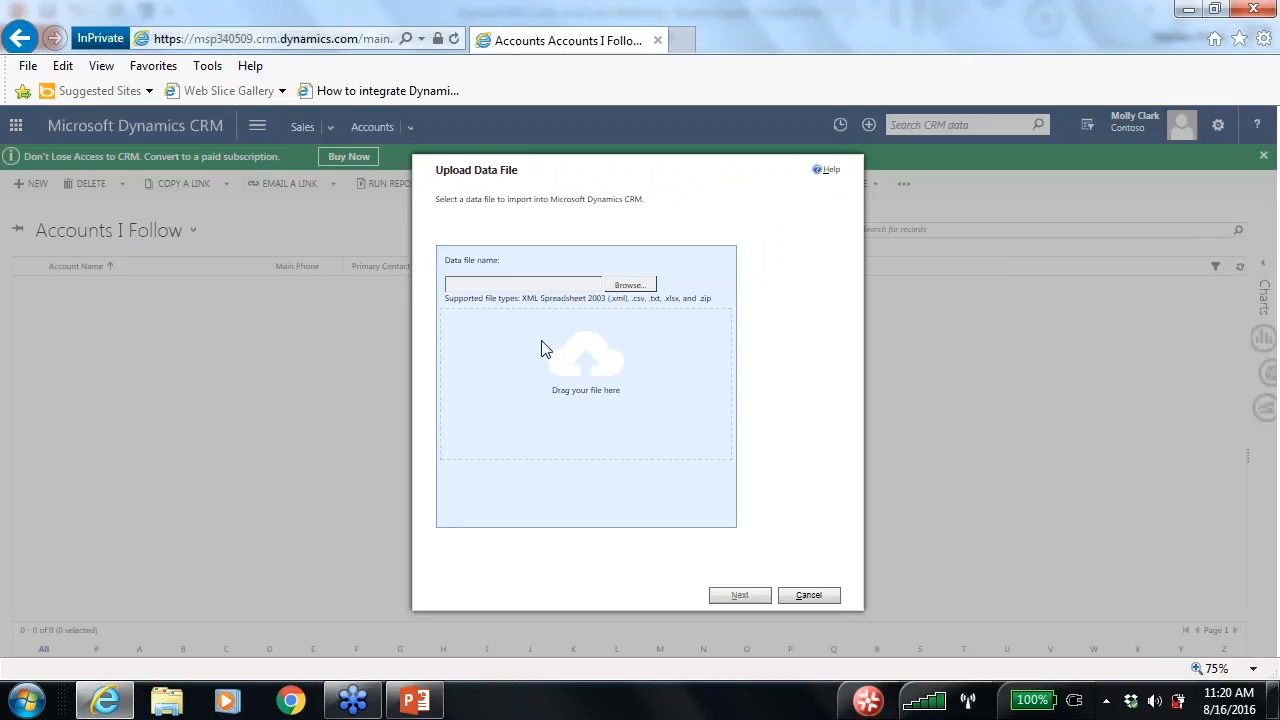 InPrivate
https://msp340509.crm.dynamics.com/main.
Accounts Accounts I Follo...
File Edit View Favorites Tools Help
Suggested Sites
Web Slice Gallery
How to integrate Dynami...
Microsoft Dynamics CRM
Sales
Accounts
Search CRM data
Molly Clark
Contoso
?
Don't Lose Access to CRM. Convert to a paid subscription.
Buy Now
NEW
DELETE
COPY A LINK
EMAIL A LINK
RUN REPO
Accounts I Follow
Search for records
Account Name
Main Phone
Primary Contact
Charts
Upload Data File
Help
Select a data file to import into Microsoft Dynamics CRM.
Data file name:
Browse...
Supported file types: XML Spreadsheet 2003 (.xml), .csv, .txt, .xlsx, and .zip
Drag your file here
Next
Cancel
0 - 0 of 0 (0 selected)
Page 1
All # A B C D E F G H I J K L M N O P Q R S T U V W X Y Z
75%
100%
11:20 AM
8/16/2016